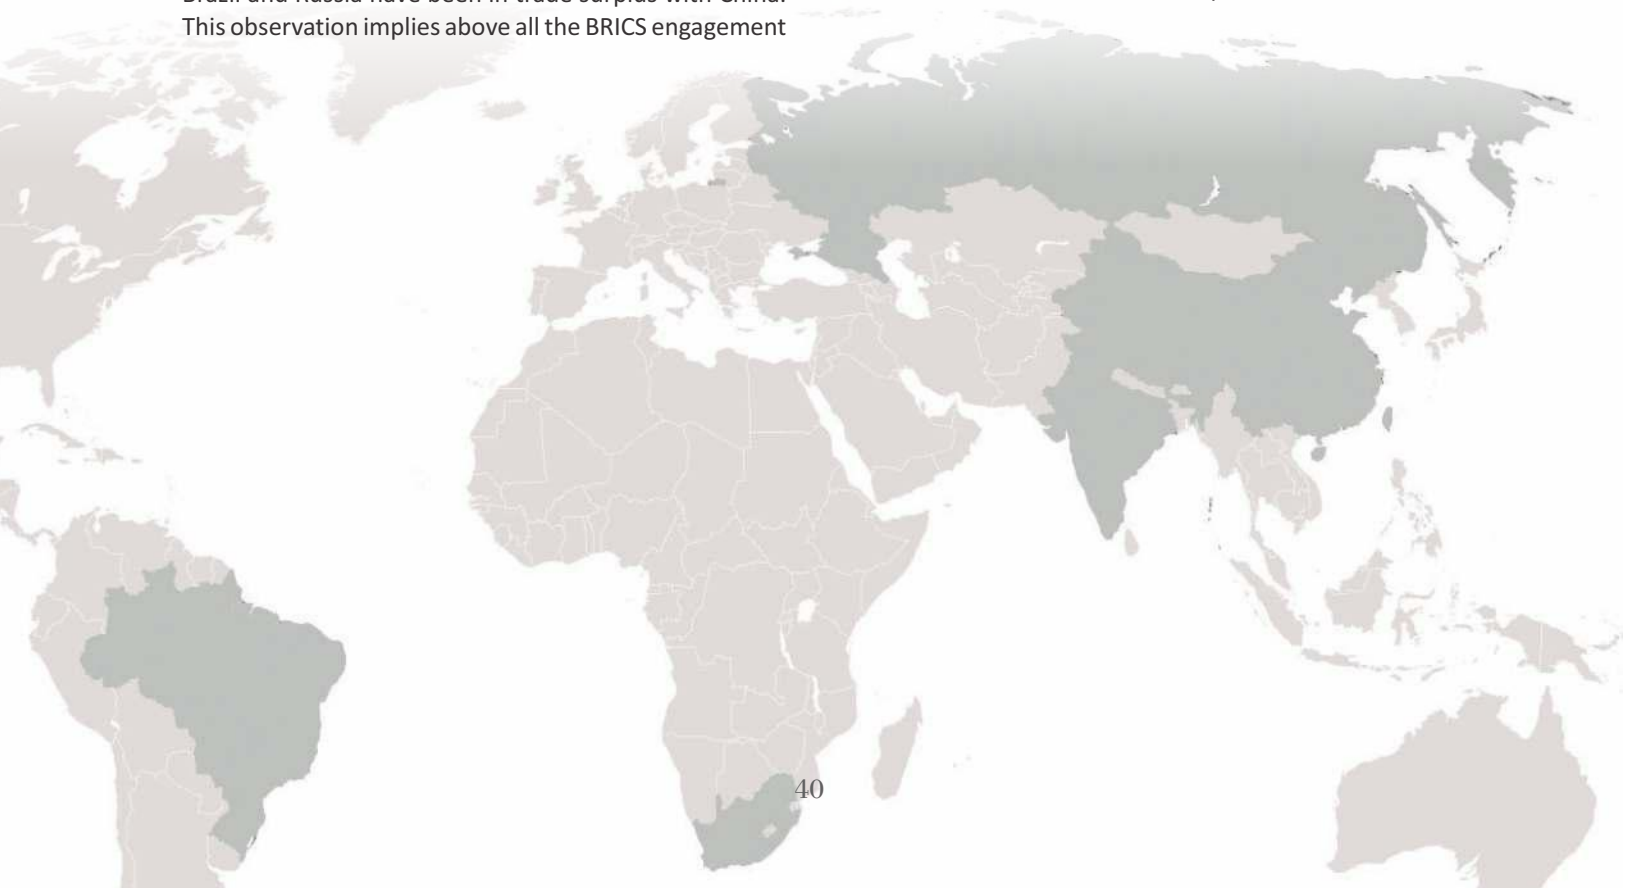 Brazil and Russia have been in trade surplus with China.
This observation implies above all the BRICS engagement
40